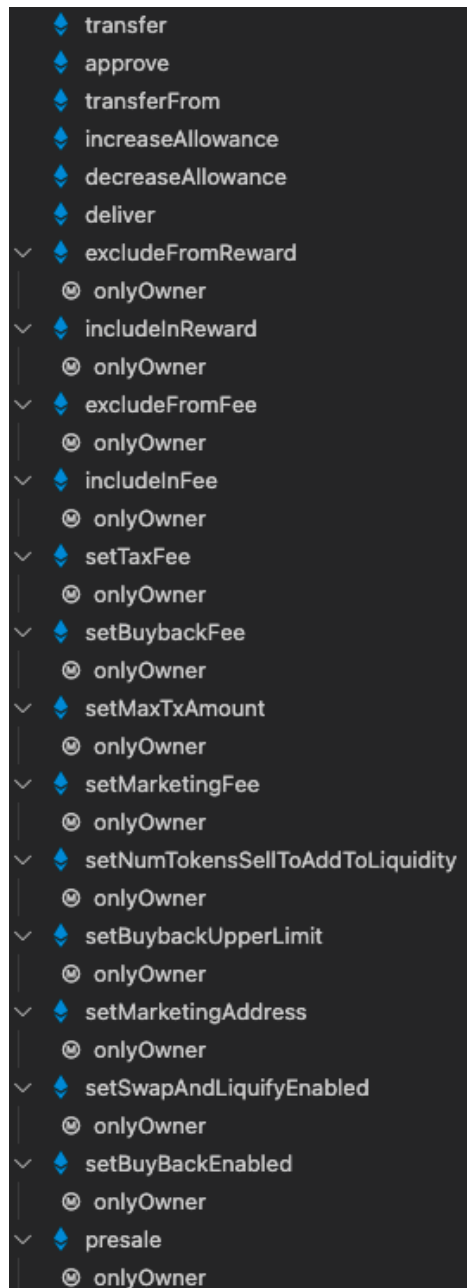 transfer
approve
transferFrom
increaseAllowance
decreaseAllowance
deliver
excludeFromReward
onlyOwner
includeInReward
onlyOwner
excludeFromFee
onlyOwner
includeInFee
onlyOwner
setTaxFee
onlyOwner
setBuybackFee
onlyOwner
setMaxTxAmount
onlyOwner
setMarketingFee
onlyOwner
setNumTokensSellToAddToLiquidity
onlyOwner
setBuybackUpperLimit
onlyOwner
setMarketingAddress
onlyOwner
setSwapAndLiquifyEnabled
onlyOwner
setBuyBackEnabled
onlyOwner
presale
onlyOwner